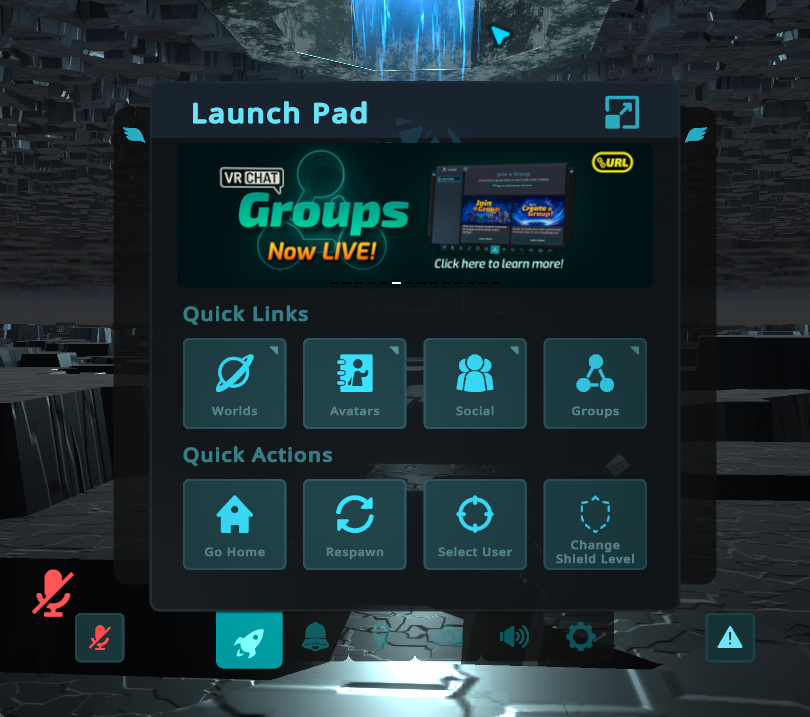 Launch Pad
URL
VR CHAT
Groups
Now LIVE!
Join a Group
Join a Group
Create a Group!
Click here to learn more!
Quick Links
Worlds
Avatars
Social
Groups
Quick Actions
Go Home
Respawn
Select User
Change
Shield Level